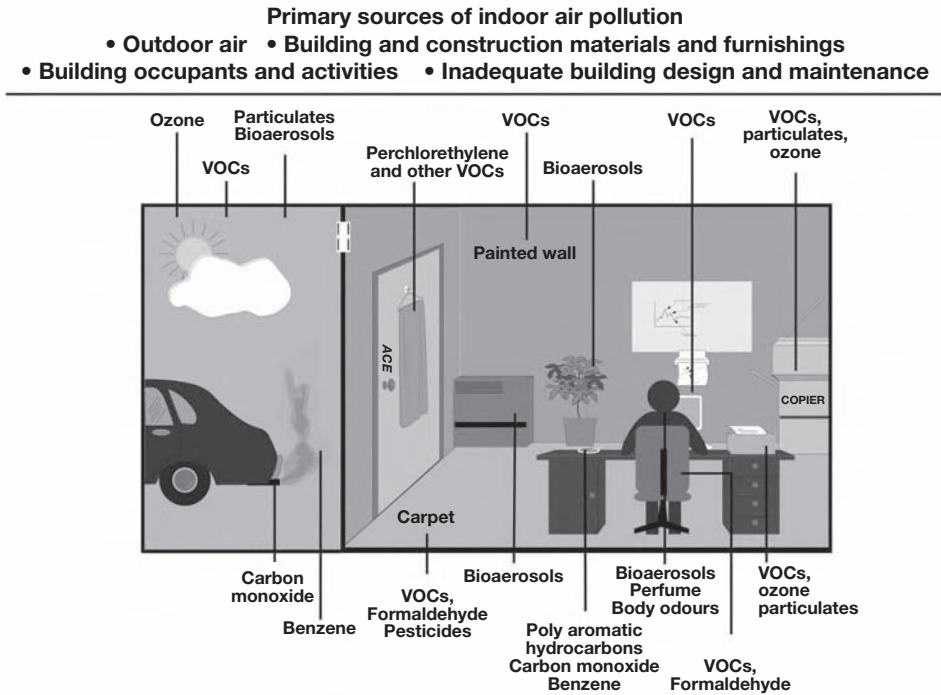 Primary sources of indoor air pollution
• Outdoor air • Building and construction materials and furnishings
• Building occupants and activities • Inadequate building design and maintenance
Ozone
Particulates
Bioaerosols
VOCs
Perchlorethylene
and other VOCs
VOCs
Bioaerosols
VOCs
VOCs,
particulates,
ozone
Painted wall
ACE
COPIER
Carpet
Carbon
monoxide
Benzene
VOCs,
Formaldehyde
Pesticides
Bioaerosols
Poly aromatic
hydrocarbons
Carbon monoxide
Benzene
Bioaerosols
Perfume
Body odours
VOCs,
Formaldehyde
VOCs,
ozone
particulates